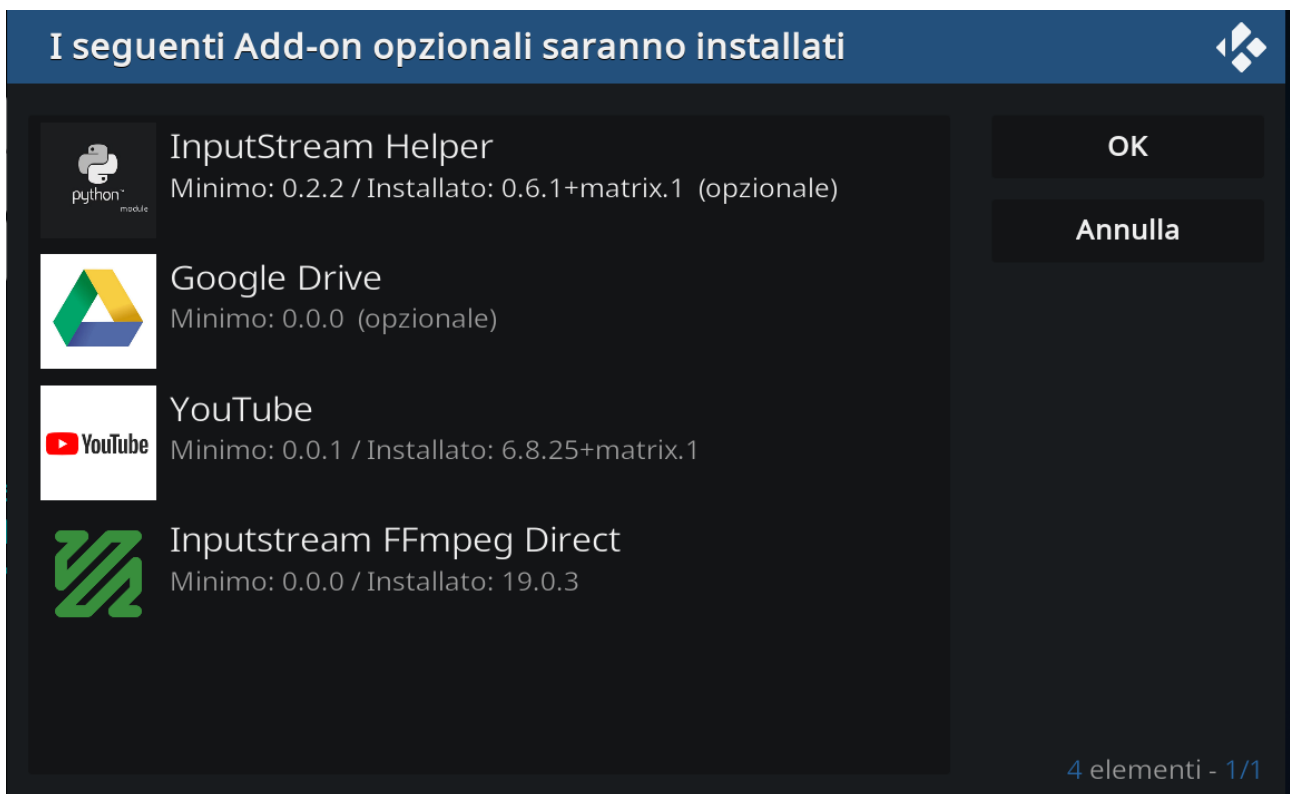 I seguenti Add-on opzionali saranno installati
python™
module
InputStream Helper
Minimo: 0.2.2 / Installato: 0.6.1+matrix.1 (opzionale)
OK
Annulla
Google Drive
Minimo: 0.0.0 (opzionale)
YouTube
YouTube
Minimo: 0.0.1 / Installato: 6.8.25+matrix.1
Inputstream FFmpeg Direct
Minimo: 0.0.0 / Installato: 19.0.3
4 elementi - 1/1